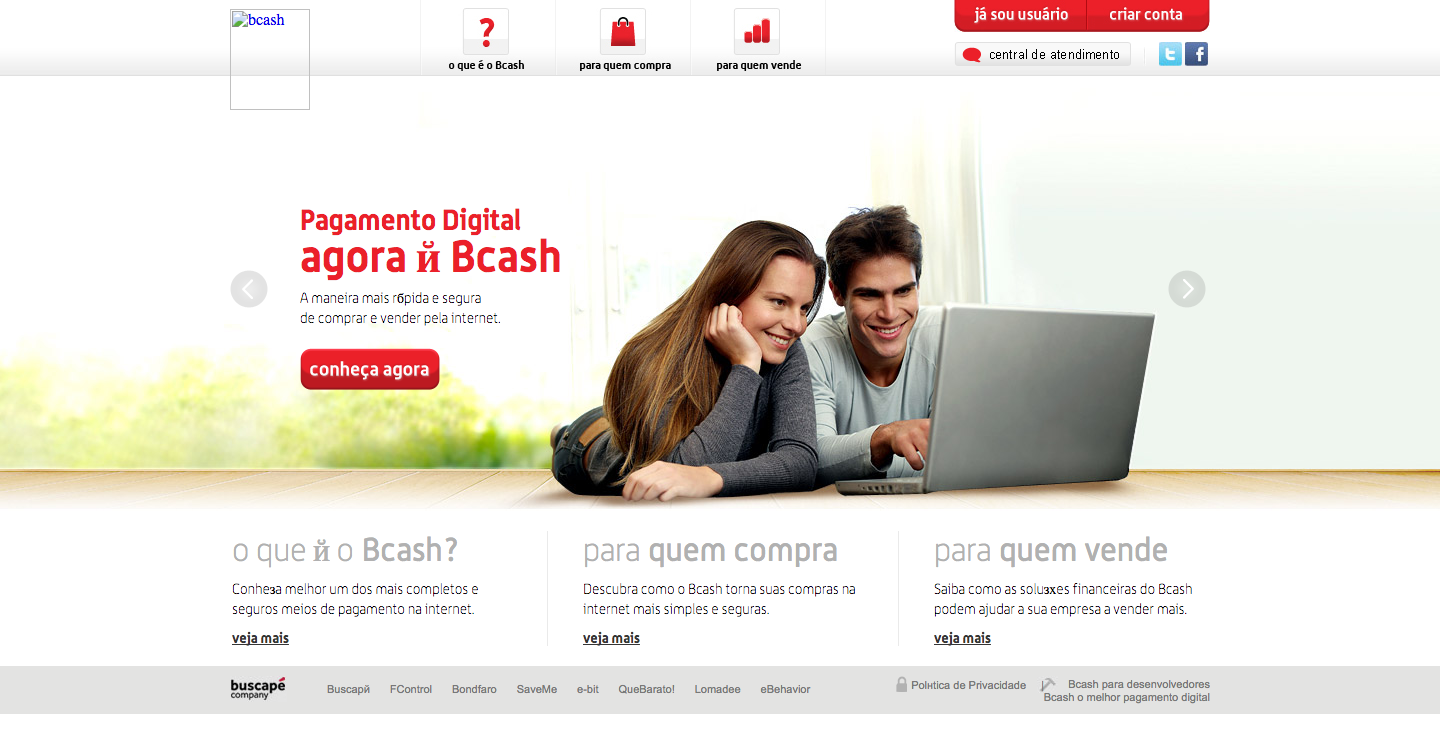 bcash
o que é o Bcash
para quem compra
para quem vende
já sou usuário
criar conta
central de atendimento
Pagamento Digital
agora й Bcash
A maneira mais rбpida e segura
de comprar e vender pela internet.
conheça agora
o que й o Bcash?
Conheзa melhor um dos mais completos e
seguros meios de pagamento na internet.
veja mais
para quem compra
Descubra como o Bcash torna suas compras na
internet mais simples e seguras.
veja mais
para quem vende
Saiba como as soluзхes financeiras do Bcash
podem ajudar a sua empresa a vender mais.
veja mais
buscapé
company
Buscapй FControl Bondfaro SaveMe e-bit QueBarato! Lomadee eBehavior
Polнtica de Privacidade
Bcash para desenvolvedores
Bcash o melhor pagamento digital